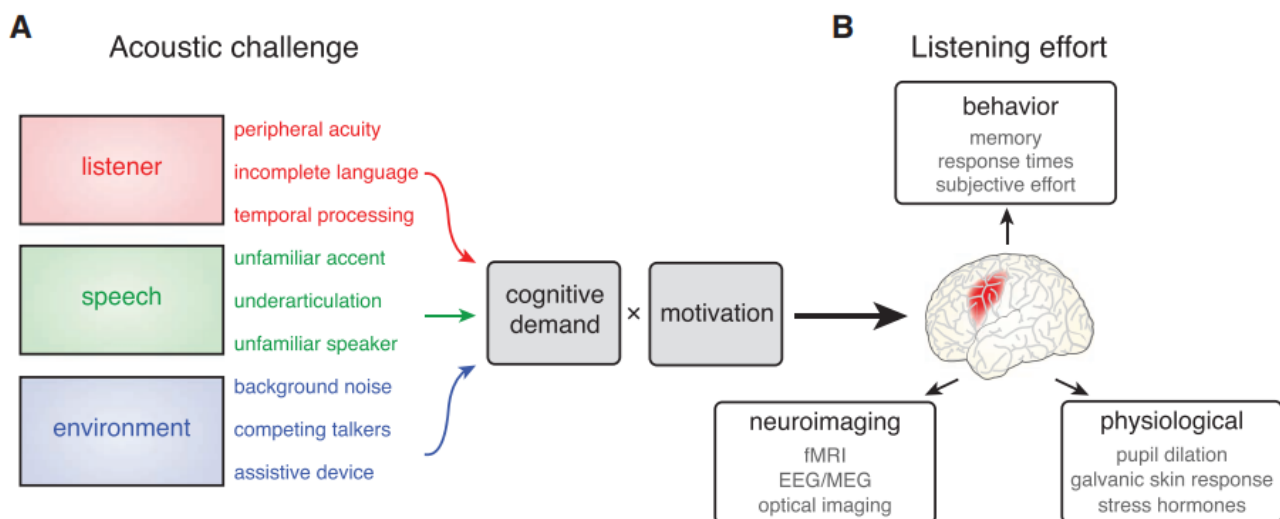 A
Acoustic challenge
listener
peripheral acuity
incomplete language
temporal processing
speech
unfamiliar accent
underarticulation
unfamiliar speaker
environment
background noise
competing talkers
assistive device
cognitive
demand
×
motivation
B
Listening effort
behavior
memory
response times
subjective effort
neuroimaging
fMRI
EEG/MEG
optical imaging
physiological
pupil dilation
galvanic skin response
stress hormones